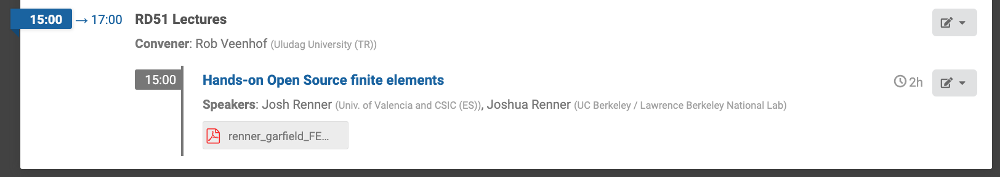 15:00 → 17:00 RD51 Lectures
Convener: Rob Veenhof (Uludag University (TR))
15:00 Hands-on Open Source finite elements 2h
Speakers: Josh Renner (Univ. of Valencia and CSIC (ES)), Joshua Renner (UC Berkeley / Lawrence Berkeley National Lab)
renner_garfield_FE...